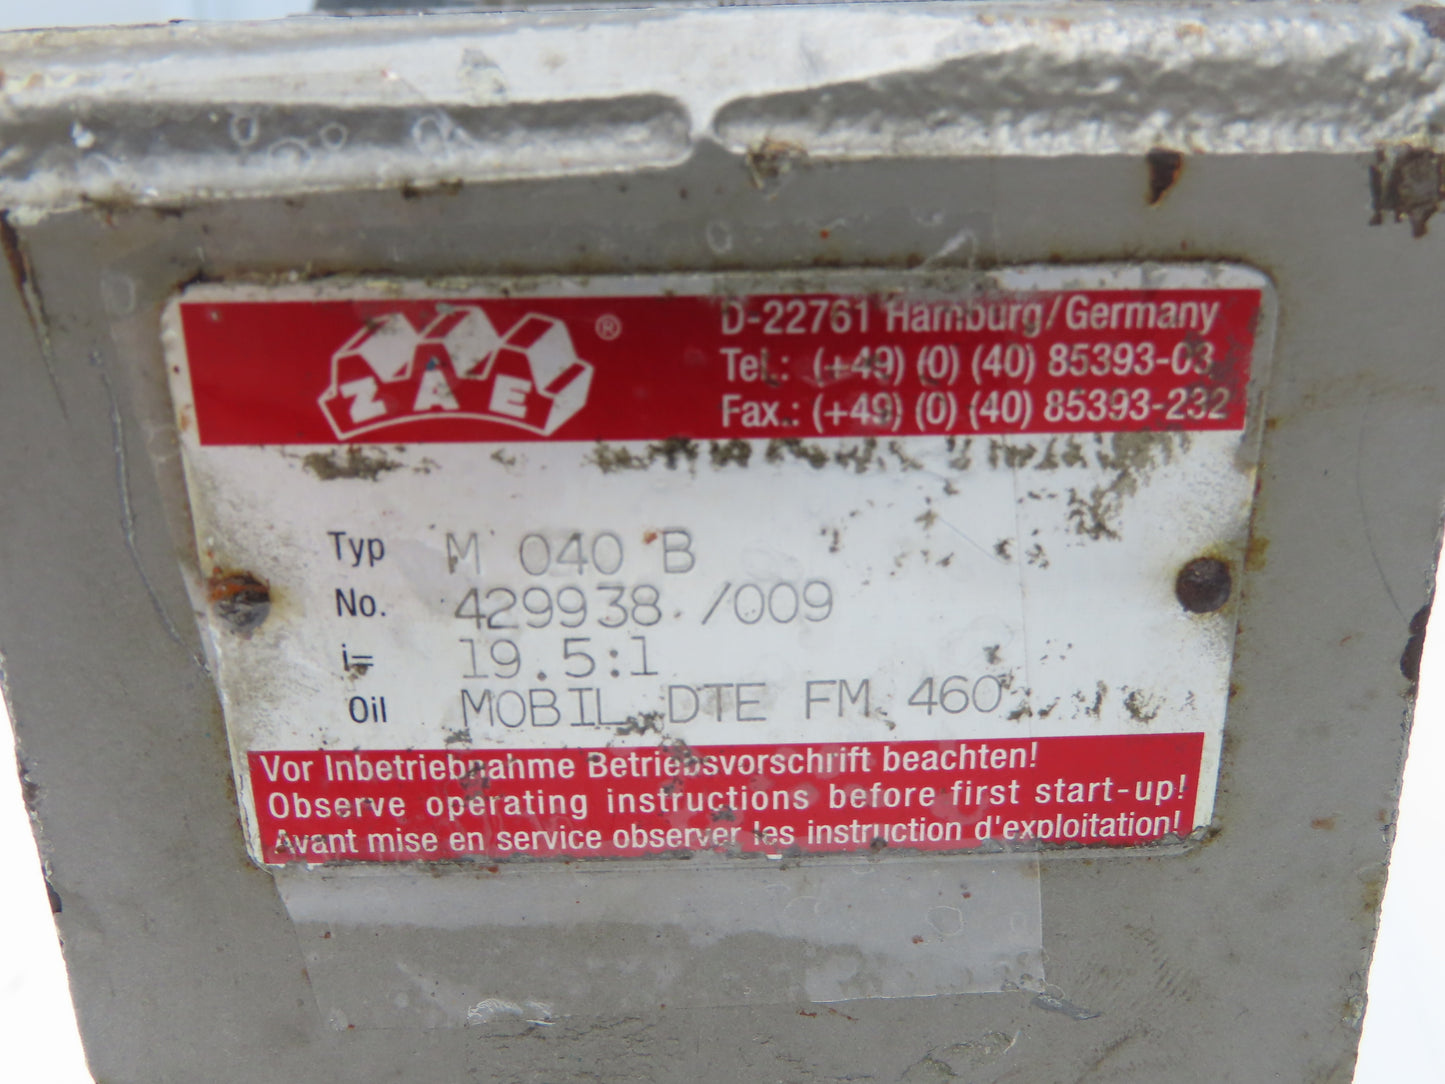 ZAE ®
D-22761 Hamburg/Germany
Tel.: (+49) (0) (40) 85393-03
Fax.: (+49) (0) (40) 85393-232
Typ M 040 B
No. 429938 /009
i= 19.5:1
Oil MOBIL DTE FM 460
Vor Inbetriebnahme Betriebsvorschrift beachten!
Observe operating instructions before first start-up!
Avant mise en service observer les instruction d'exploitation!